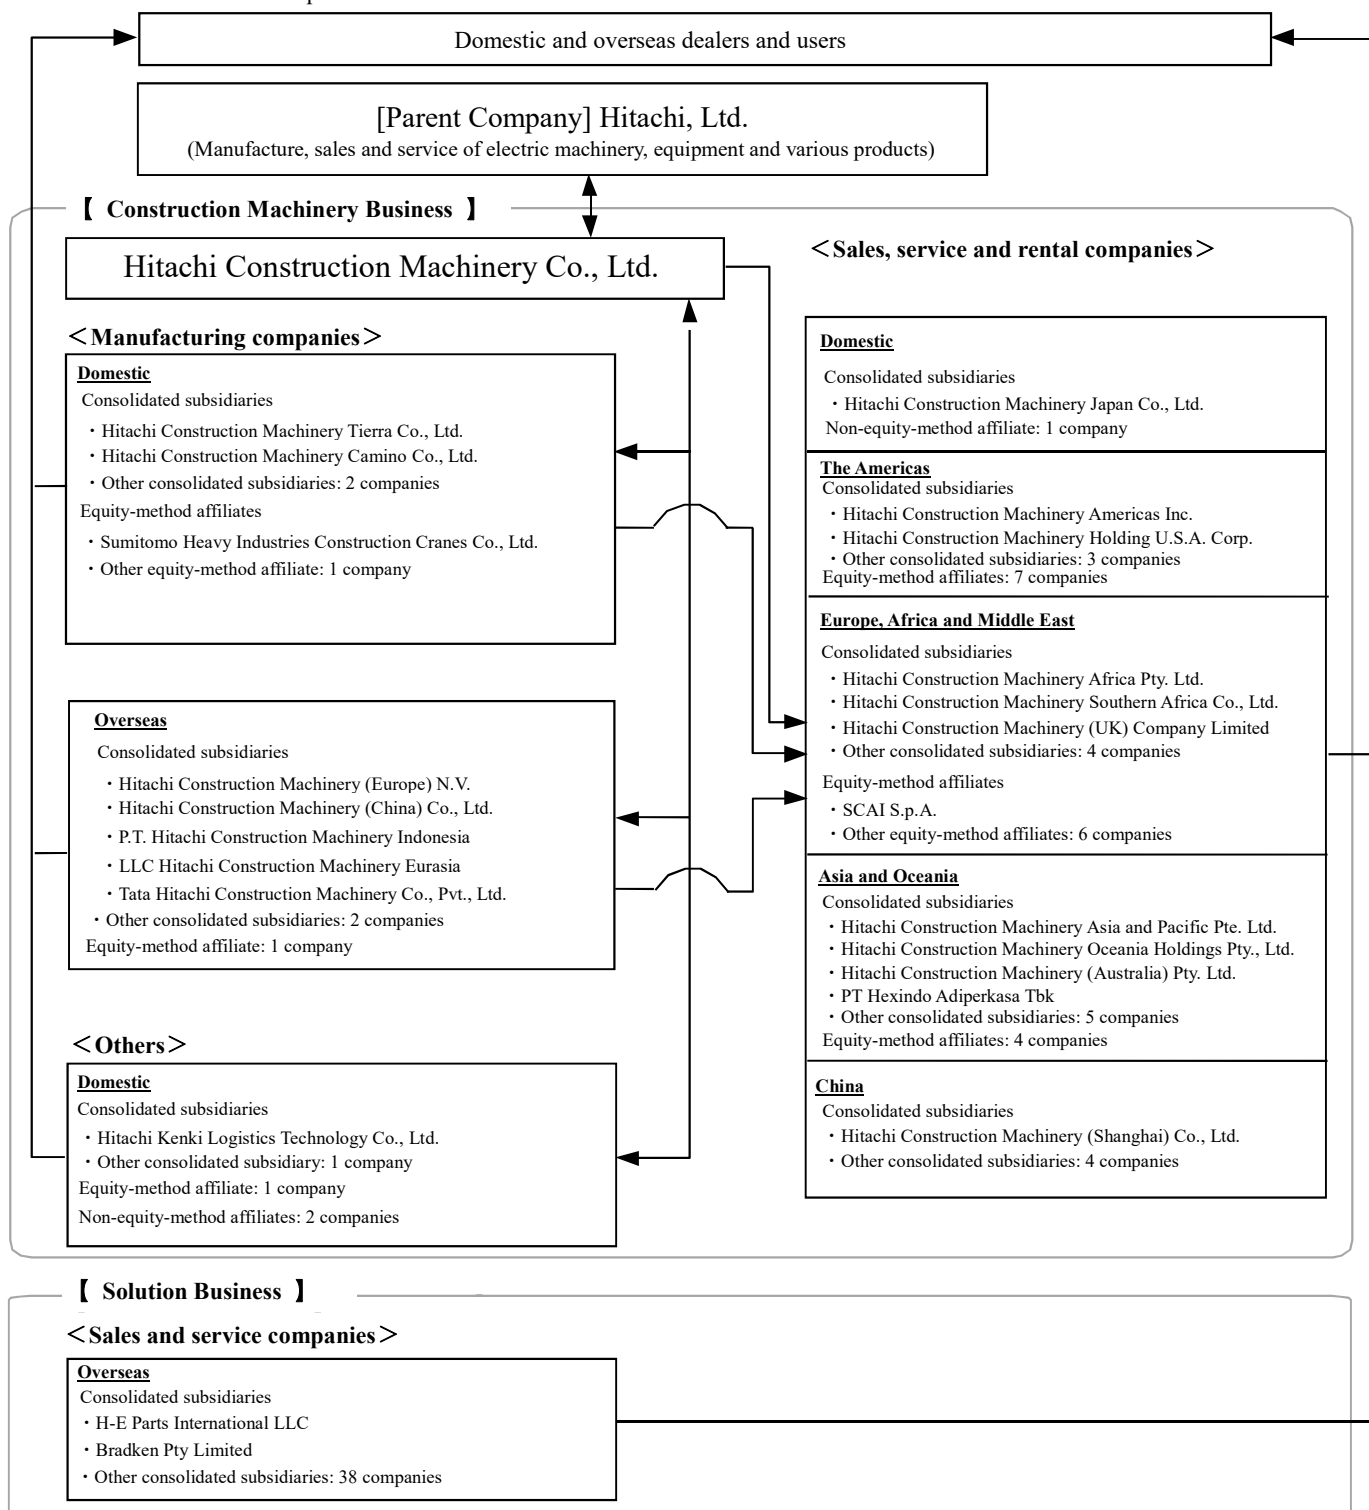 Domestic and overseas dealers and users
[Parent Company] Hitachi, Ltd.
(Manufacture, sales and service of electric machinery, equipment and various products)
【 Construction Machinery Business 】
Hitachi Construction Machinery Co., Ltd.
＜Manufacturing companies＞
Domestic
Consolidated subsidiaries
・Hitachi Construction Machinery Tierra Co., Ltd.
・Hitachi Construction Machinery Camino Co., Ltd.
・Other consolidated subsidiaries: 2 companies
Equity-method affiliates
・Sumitomo Heavy Industries Construction Cranes Co., Ltd.
・Other equity-method affiliate: 1 company
Overseas
Consolidated subsidiaries
・Hitachi Construction Machinery (Europe) N.V.
・Hitachi Construction Machinery (China) Co., Ltd.
・P.T. Hitachi Construction Machinery Indonesia
・LLC Hitachi Construction Machinery Eurasia
・Tata Hitachi Construction Machinery Co., Pvt., Ltd.
・Other consolidated subsidiaries: 2 companies
Equity-method affiliate: 1 company
＜Others＞
Domestic
Consolidated subsidiaries
・Hitachi Kenki Logistics Technology Co., Ltd.
・Other consolidated subsidiary: 1 company
Equity-method affiliate: 1 company
Non-equity-method affiliates: 2 companies
＜Sales, service and rental companies＞
Domestic
Consolidated subsidiaries
・Hitachi Construction Machinery Japan Co., Ltd.
Non-equity-method affiliate: 1 company
The Americas
Consolidated subsidiaries
・Hitachi Construction Machinery Americas Inc.
・Hitachi Construction Machinery Holding U.S.A. Corp.
・Other consolidated subsidiaries: 3 companies
Equity-method affiliates: 7 companies
Europe, Africa and Middle East
Consolidated subsidiaries
・Hitachi Construction Machinery Africa Pty. Ltd.
・Hitachi Construction Machinery Southern Africa Co., Ltd.
・Hitachi Construction Machinery (UK) Company Limited
・Other consolidated subsidiaries: 4 companies
Equity-method affiliates
・SCAI S.p.A.
・Other equity-method affiliates: 6 companies
Asia and Oceania
Consolidated subsidiaries
・Hitachi Construction Machinery Asia and Pacific Pte. Ltd.
・Hitachi Construction Machinery Oceania Holdings Pty., Ltd.
・Hitachi Construction Machinery (Australia) Pty. Ltd.
・PT Hexindo Adiperkasa Tbk
・Other consolidated subsidiaries: 5 companies
Equity-method affiliates: 4 companies
China
Consolidated subsidiaries
・Hitachi Construction Machinery (Shanghai) Co., Ltd.
・Other consolidated subsidiaries: 4 companies
【 Solution Business 】
＜Sales and service companies＞
Overseas
Consolidated subsidiaries
・H-E Parts International LLC
・Bradken Pty Limited
・Other consolidated subsidiaries: 38 companies